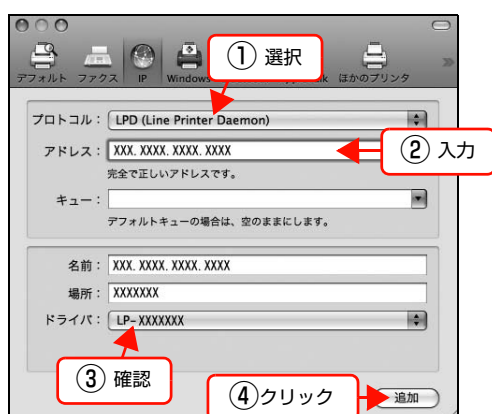 ① 選択
デフォルト ファクス IP Windows lk ほかのプリンタ
プロトコル： LPD (Line Printer Daemon)
アドレス： XXX. XXXX. XXXX. XXXX
② 入力
完全で正しいアドレスです。
キュー：
デフォルトキューの場合は、空のままにします。
名前： XXX. XXXX. XXXX. XXXX
場所： XXXXXXX
ドライバ： LP- XXXXXXX
③ 確認
④クリック
追加